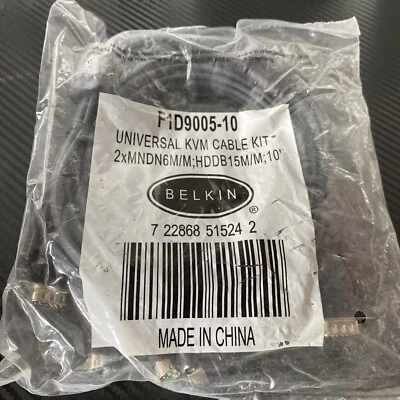 F1D9005-10
UNIVERSAL KVM CABLE KIT *
2xMNDN6M/M;HDDB15M/M;10'
BELKIN
®
7 22868 51524 2
MADE IN CHINA